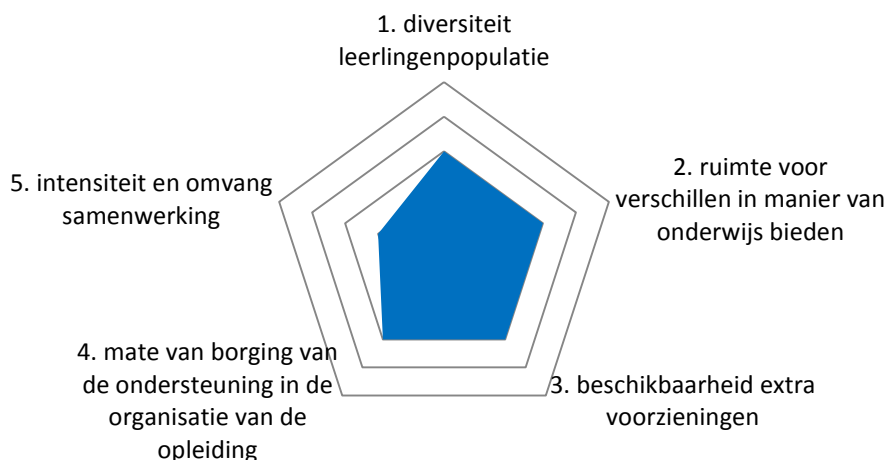 1. diversiteit
leerlingenpopulatie
2. ruimte voor
verschillen in manier van
onderwijs bieden
3. beschikbaarheid extra
voorzieningen
4. mate van borging van
de ondersteuning in de
organisatie van de
opleiding
5. intensiteit en omvang
samenwerking